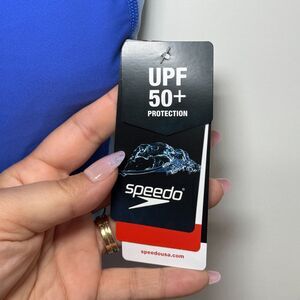 UPF
50+
PROTECTION
speedo
speedousa.com